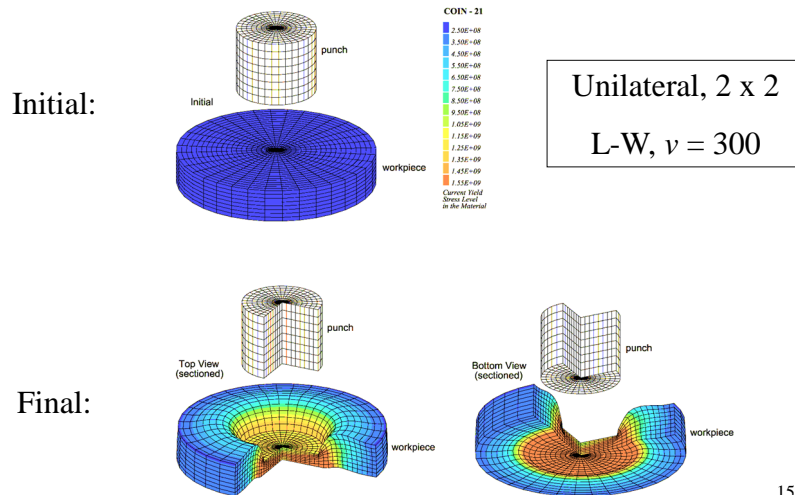 COIN - 21
2.50E+08
3.50E+08
4.50E+08
5.50E+08
6.50E+08
7.50E+08
8.50E+08
9.50E+08
1.05E+09
1.15E+09
1.25E+09
1.35E+09
1.45E+09
1.55E+09
Current Yield
Stress Level
in the Material
punch
Initial:
Initial
workpiece
Unilateral, 2 x 2
L-W, v = 300
Final:
punch
Top View
(sectioned)
workpiece
punch
Bottom View
(sectioned)
workpiece
15